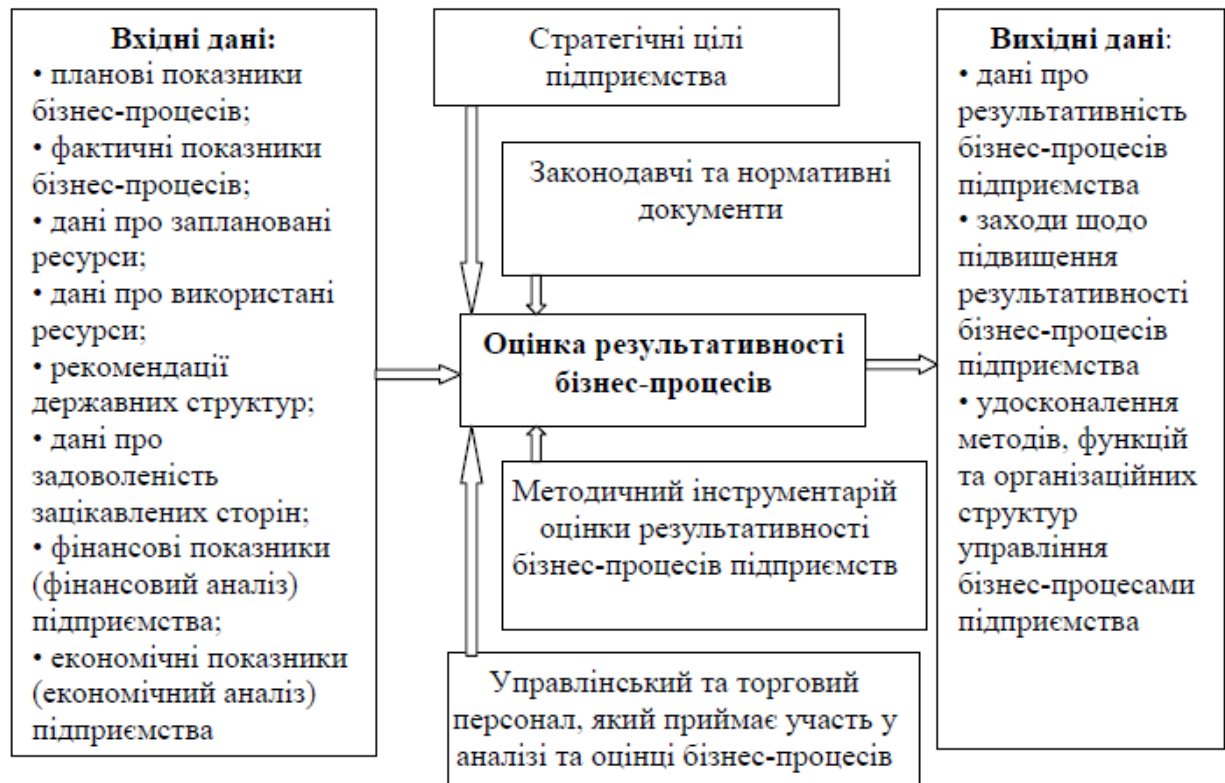 Вхідні дані:
• планові показники
бізнес-процесів;
• фактичні показники
бізнес-процесів;
• дані про заплановані
ресурси;
• дані про використані
ресурси;
• рекомендації
державних структур;
• дані про
задоволеність
зацікавлених сторін;
• фінансові показники
(фінансовий аналіз)
підприємства;
• економічні показники
(економічний аналіз)
підприємства
Стратегічні цілі
підприємства
Законодавчі та нормативні
документи
Оцінка результативності
бізнес-процесів
Методичний інструментарій
оцінки результативності
бізнес-процесів підприємств
Управлінський та торговий
персонал, який приймає участь у
аналізі та оцінці бізнес-процесів
Вихідні дані:
• дані про
результативність
бізнес-процесів
підприємства
• заходи щодо
підвищення
результативності
бізнес-процесів
підприємства
• удосконалення
методів, функцій
та організаційних
структур
управління
бізнес-процесами
підприємства